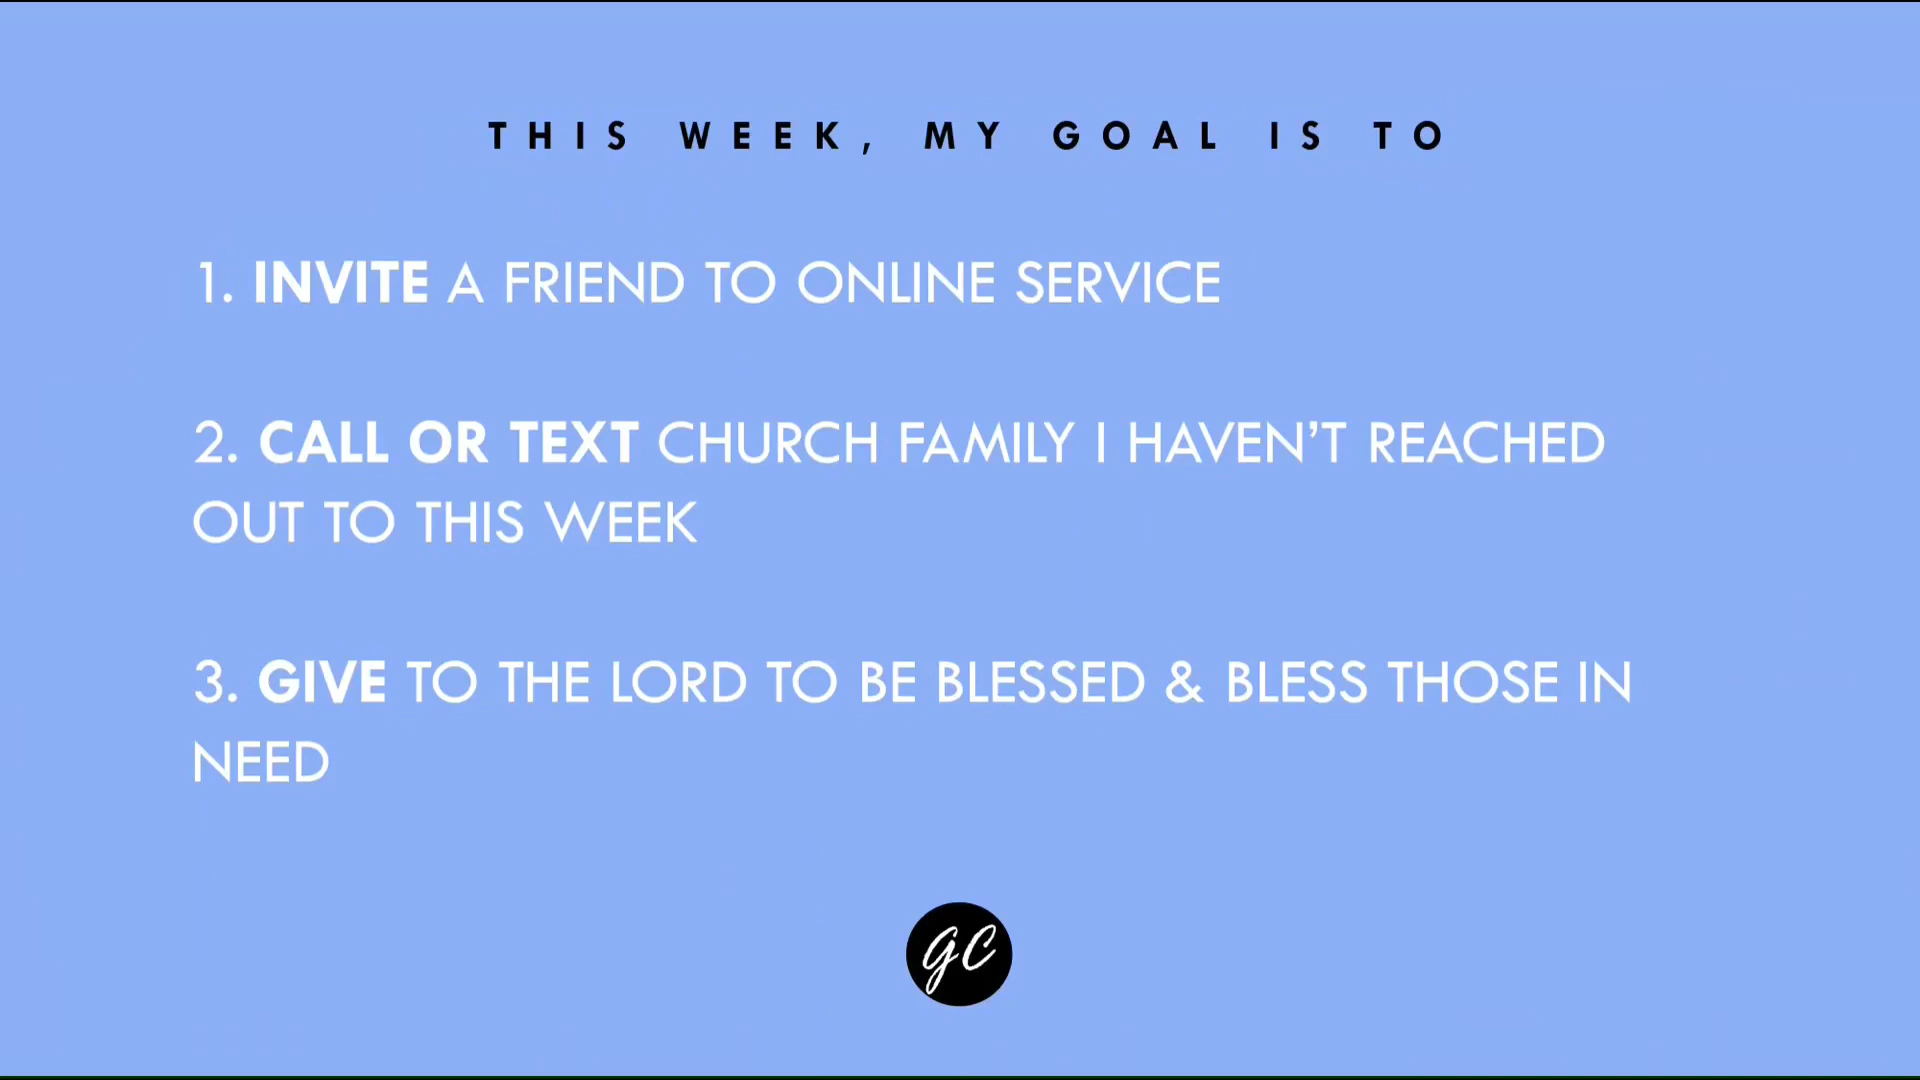 THIS WEEK, MY GOAL IS TO
1. INVITE A FRIEND TO ONLINE SERVICE
2. CALL OR TEXT CHURCH FAMILY I HAVEN'T REACHED
OUT TO THIS WEEK
3. GIVE TO THE LORD TO BE BLESSED & BLESS THOSE IN
NEED
gc